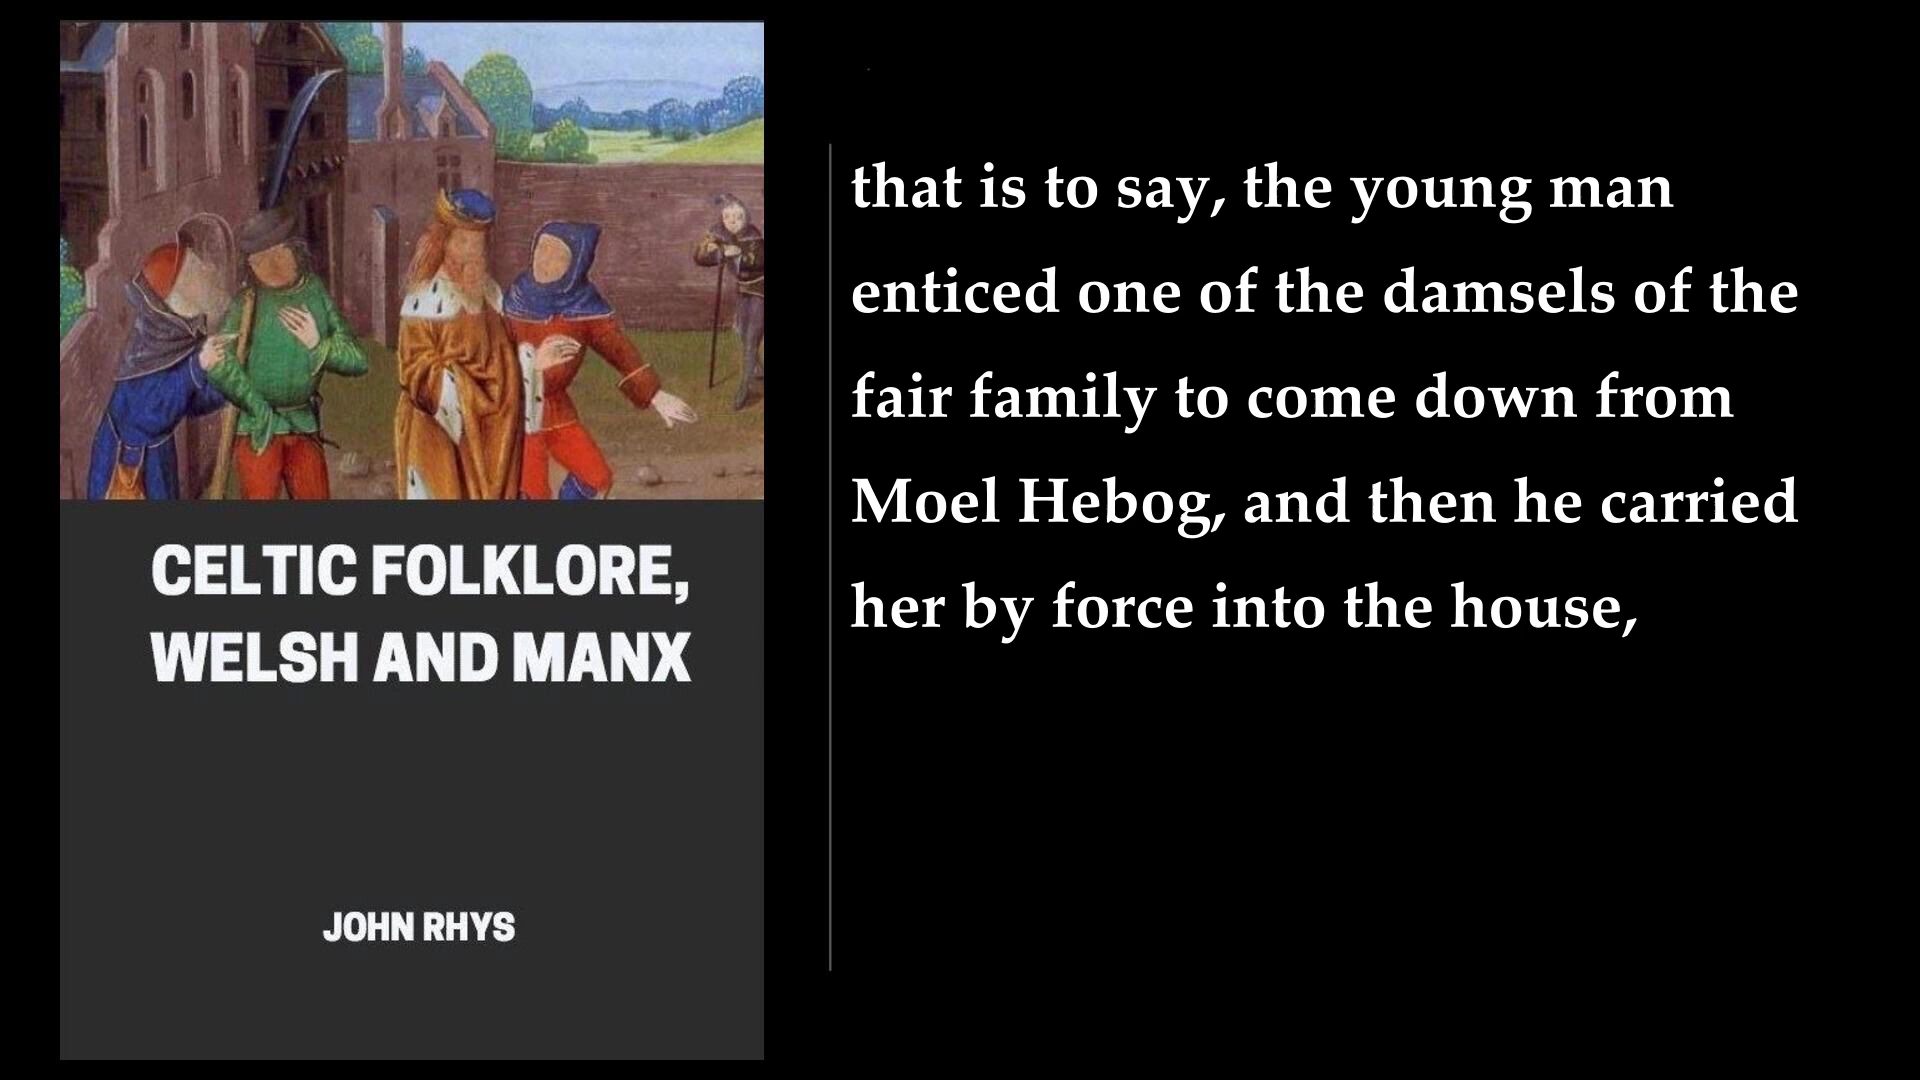 CELTIC FOLKLORE,
WELSH AND MANX
JOHN RHYS
that is to say, the young man
enticed one of the damsels of the
fair family to come down from
Moel Hebog, and then he carried
her by force into the house,